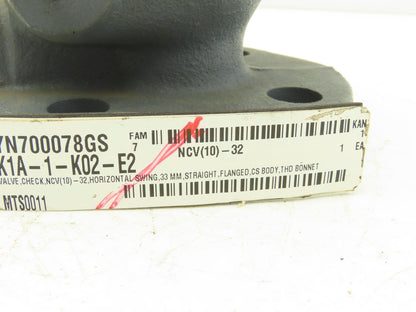 7N700078GS FAM KAN
7 NCV(10)-32 1
K1A-1-K02-E2 1 EA
VALVE,CHECK,NCV(10)-32,HORIZONTAL SWING,33 MM,STRAIGHT,FLANGED,CS BODY,THD BONNET
MTS0011